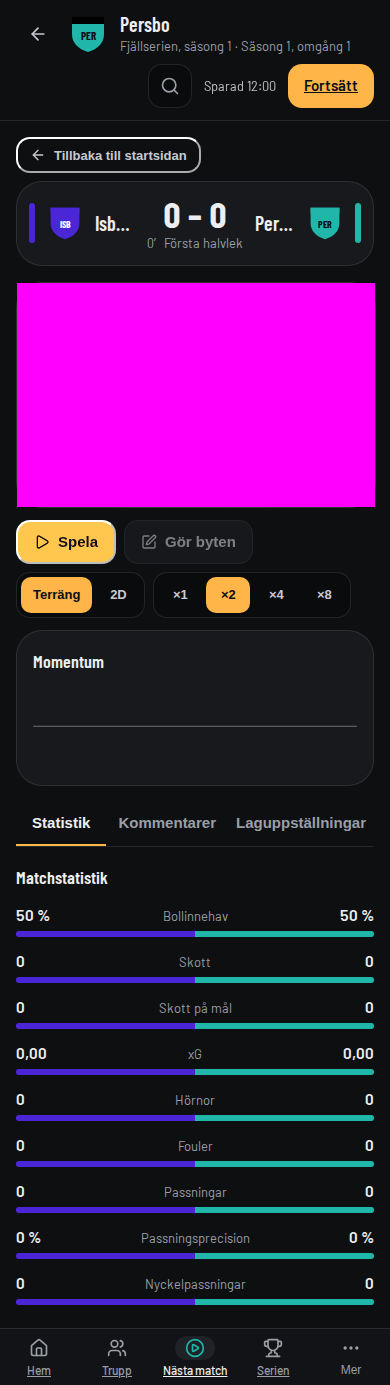 PER
Persbo
Fjällserien, säsong 1 · Säsong 1, omgång 1
Sparad 12:00
Fortsätt
Tillbaka till startsidan
ISB
Isb...
0 – 0
Per...
PER
0' Första halvlek
Spela
Gör byten
Terräng
2D
×1
×2
×4
×8
Momentum
Statistik
Kommentarer
Laguppställningar
Matchstatistik
50 % Bollinnehav 50 %
0 Skott 0
0 Skott på mål 0
0,00 xG 0,00
0 Hörnor 0
0 Fouler 0
0 Passningar 0
0 % Passningsprecision 0 %
0 Nyckelpassningar 0
Hem
Trupp
Nästa match
Serien
Mer